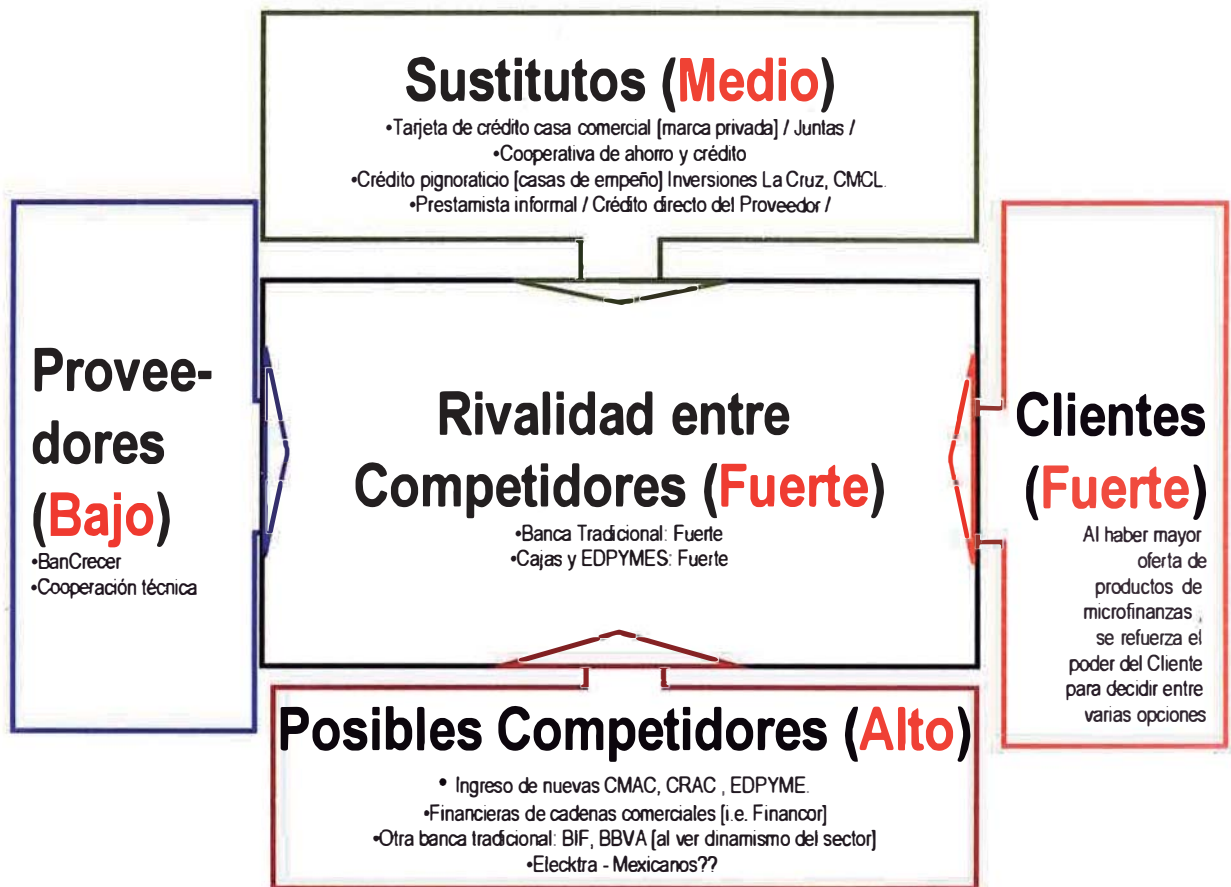 Sustitutos (Medio)
•Tarjeta de crédito casa comercial [marca privada] / Juntas /
•Cooperativa de ahorro y crédito
•Crédito pignoraticio [casas de empeño] Inversiones La Cruz, CMCL.
•Prestamista informal / Crédito directo del Proveedor /
Provee-
dores
(Bajo)
•BanCrecer
•Cooperación técnica
Rivalidad entre
Competidores (Fuerte)
•Banca Tradicional: Fuerte
•Cajas y EDPYMES: Fuerte
Clientes
(Fuerte)
Al haber mayor
oferta de
productos de
microfinanzas ,
se refuerza el
poder del Cliente
para decidir entre
varias opciones
Posibles Competidores (Alto)
• Ingreso de nuevas CMAC, CRAC , EDPYME.
•Financieras de cadenas comerciales [i.e. Financor]
•Otra banca tradicional: BIF, BBVA [al ver dinamismo del sector]
•Elecktra - Mexicanos??